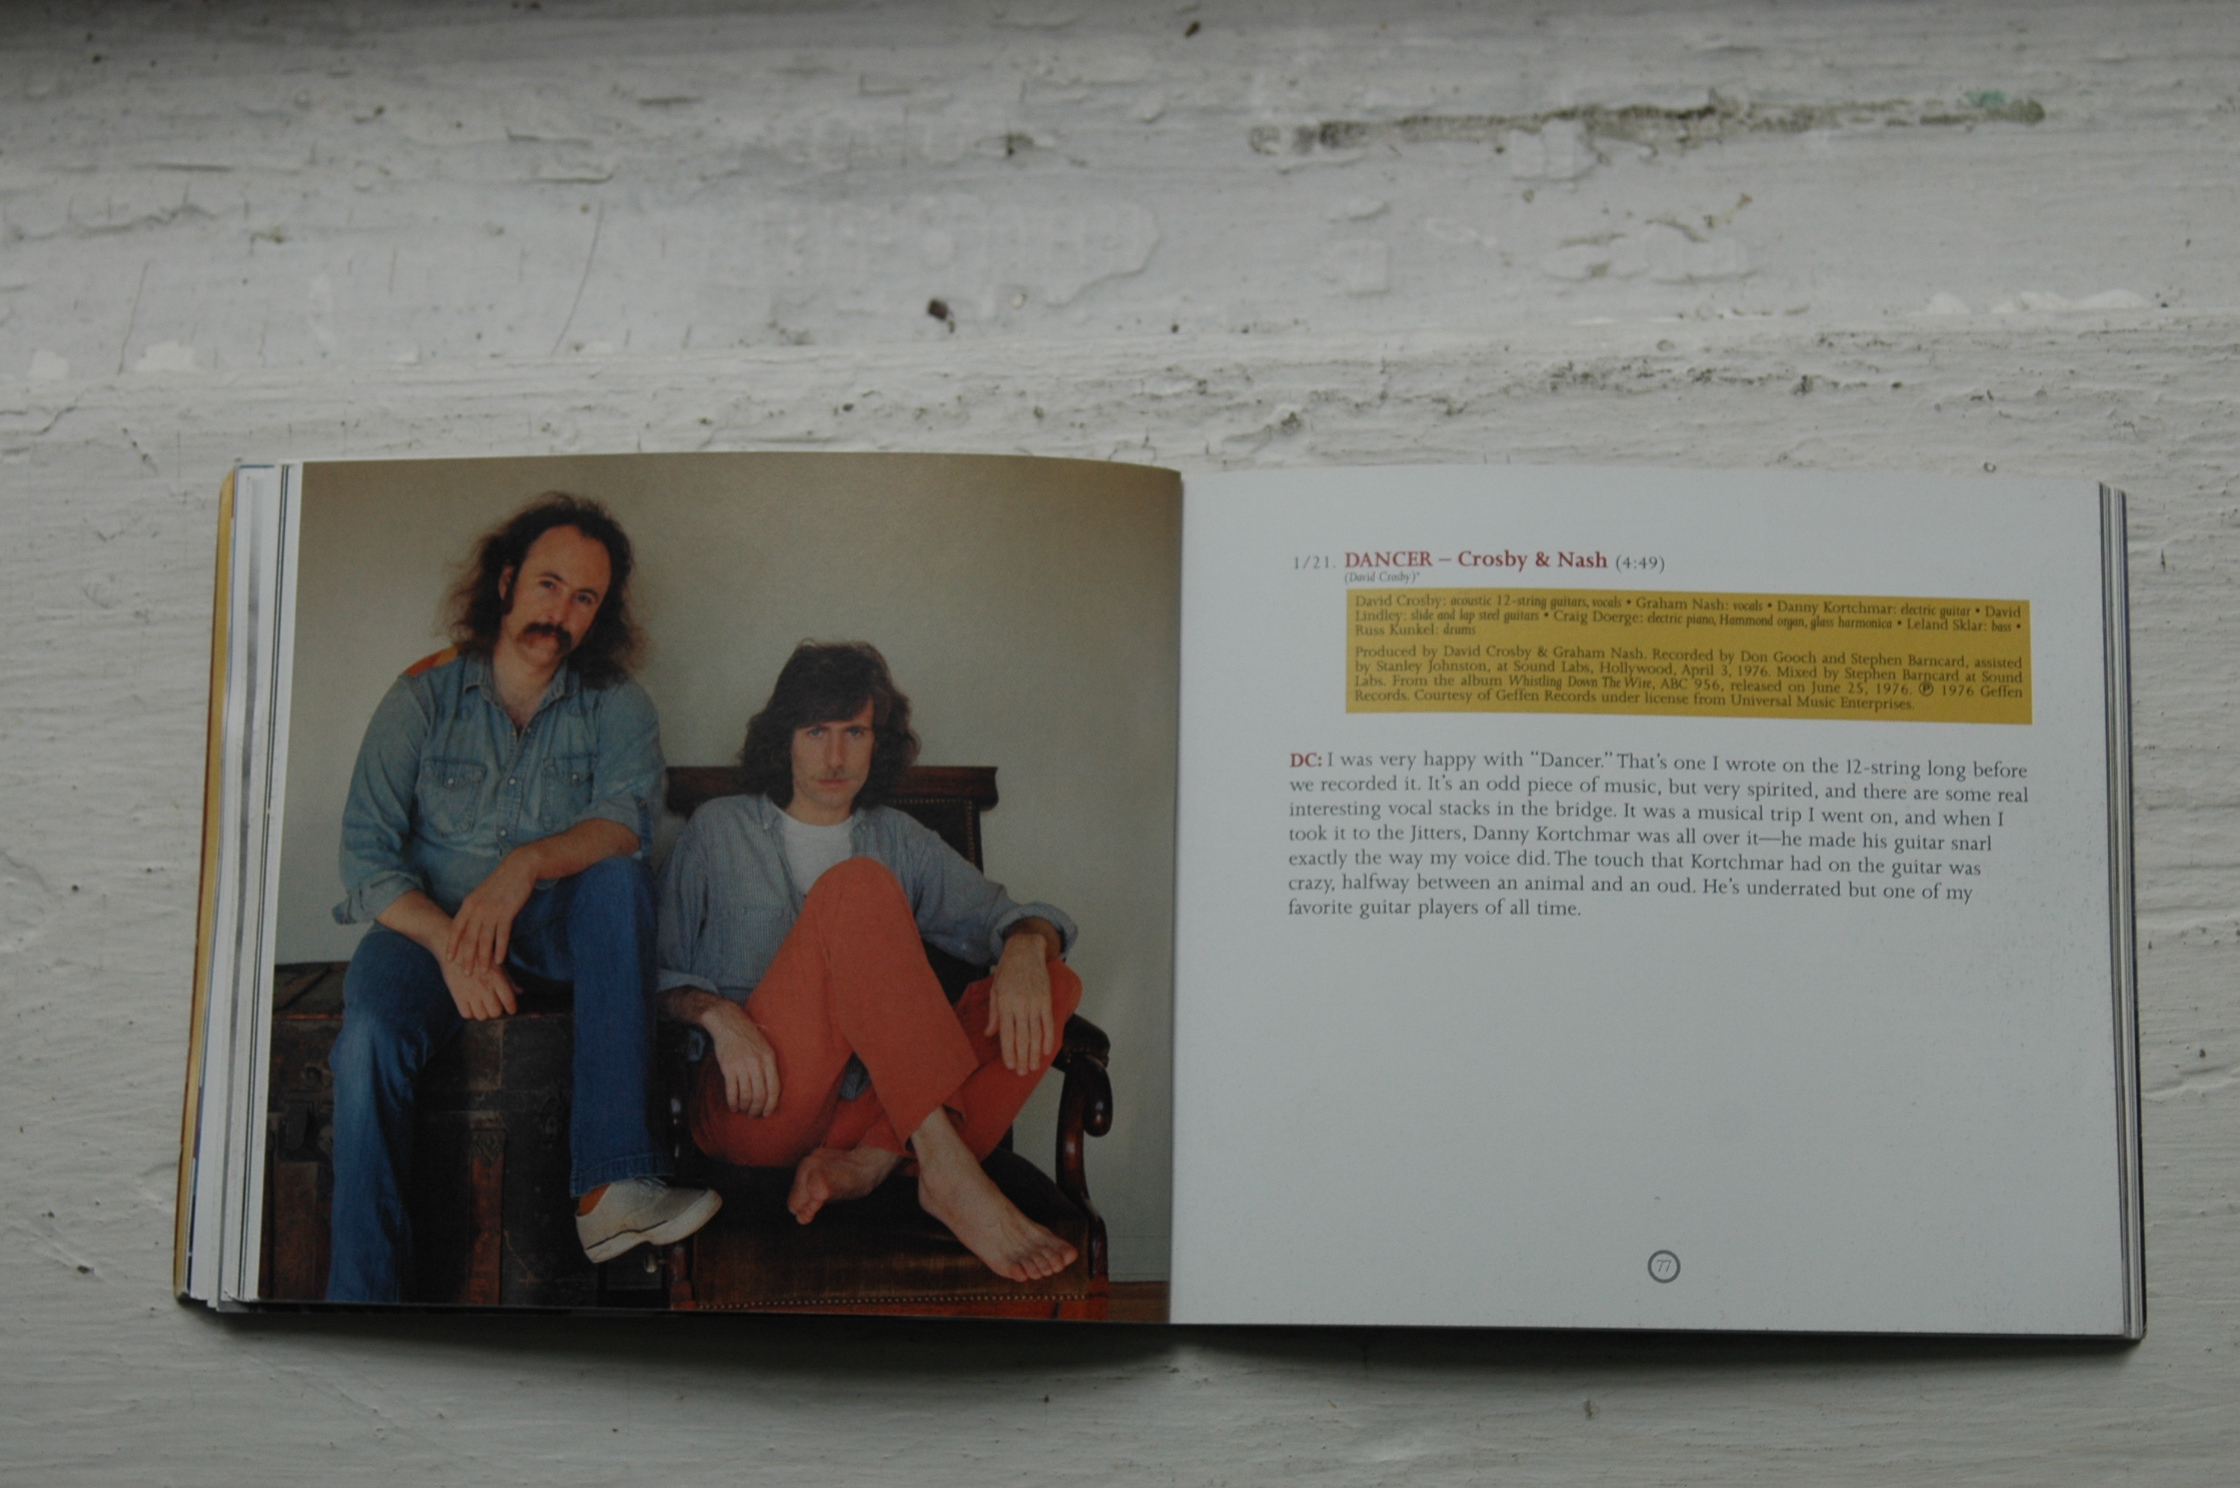 1/21. DANCER – Crosby & Nash (4:49)
(David Crosby)
David Crosby: acoustic 12-string guitars, vocals • Graham Nash: vocals • Danny Kortchmar: electric guitar • David
Lindley: slide and lap steel guitars • Craig Doerge: electric piano, Hammond organ, glass harmonica • Leland Sklar: bass •
Russ Kunkel: drums
Produced by David Crosby & Graham Nash. Recorded by Don Gooch and Stephen Barncard, assisted
by Stanley Johnston, at Sound Labs, Hollywood, April 3, 1976. Mixed by Stephen Barncard at Sound
Labs. From the album Whistling Down The Wire, ABC 956, released on June 25, 1976. ℗ 1976 Geffen
Records. Courtesy of Geffen Records under license from Universal Music Enterprises.
DC: I was very happy with "Dancer." That's one I wrote on the 12-string long before
we recorded it. It's an odd piece of music, but very spirited, and there are some real
interesting vocal stacks in the bridge. It was a musical trip I went on, and when I
took it to the Jitters, Danny Kortchmar was all over it—he made his guitar snarl
exactly the way my voice did. The touch that Kortchmar had on the guitar was
crazy, halfway between an animal and an oud. He's underrated but one of my
favorite guitar players of all time.
77